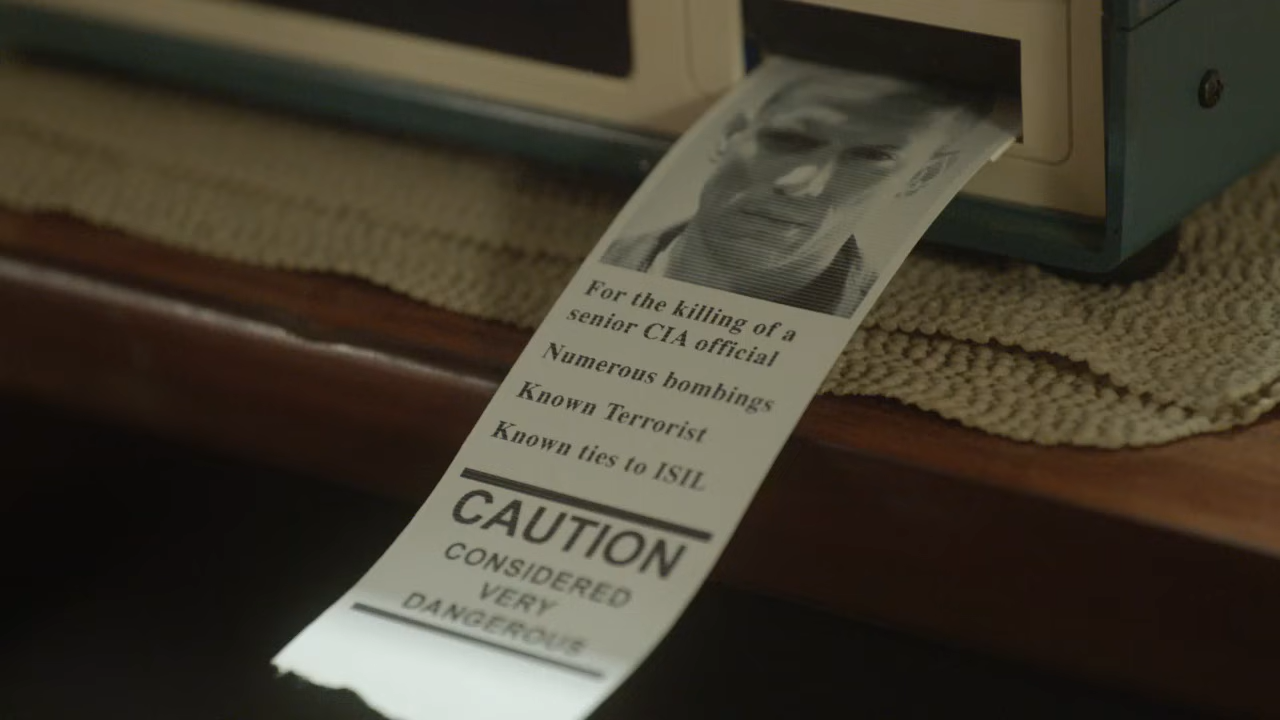 For the killing of a
senior CIA official
Numerous bombings
Known Terrorist
Known ties to ISIL
CAUTION
CONSIDERED
VERY
DANGEROUS